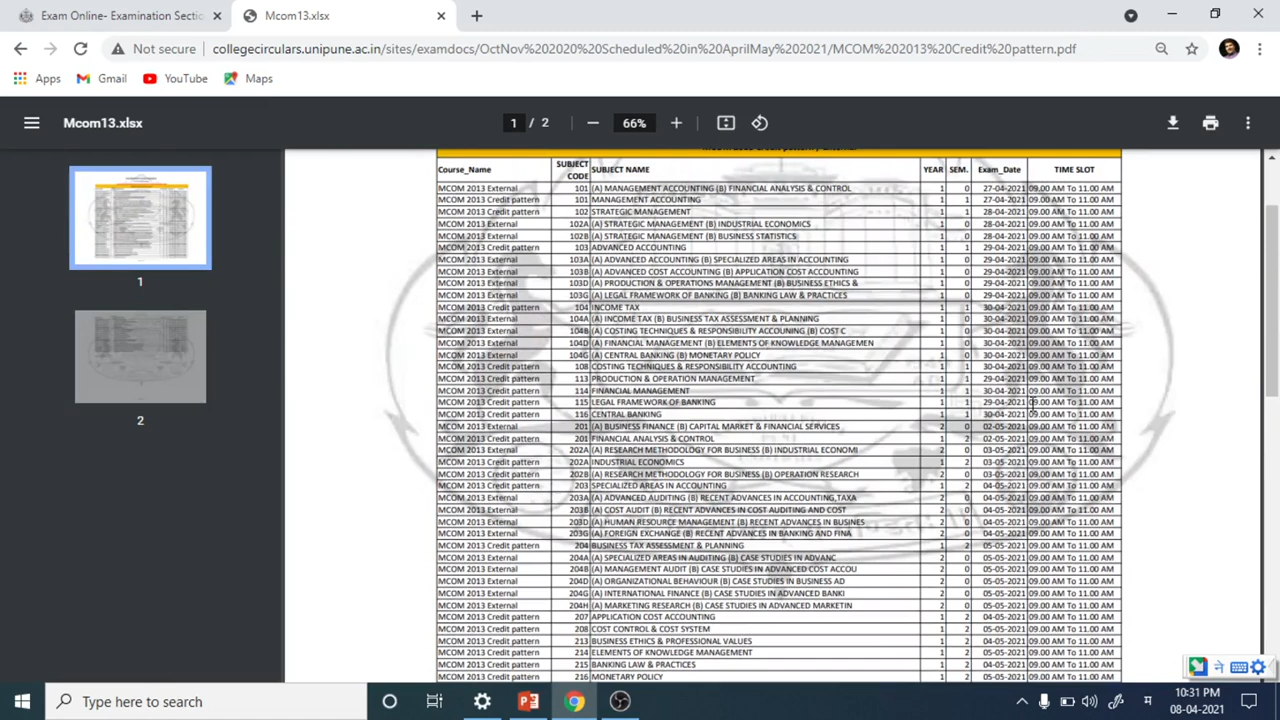 Exam Online- Examination Sectio
Mcom13.xlsx
Not secure
collegecirculars.unipune.ac.in/sites/examdocs/OctNov%202020%20Scheduled%20in%20AprilMay%202021/MCOM%202013%20Credit%20pattern.pdf
Apps Gmail YouTube Maps
Mcom13.xlsx 1 / 2 66%
1
2
Course_Name SUBJECT CODE SUBJECT NAME YEAR SEM. Exam_Date TIME SLOT
MCOM 2013 External 101 (A) MANAGEMENT ACCOUNTING (B) FINANCIAL ANALYSIS & CONTROL 1 0 27-04-2021 09.00 AM To 11.00 AM
MCOM 2013 Credit pattern 101 MANAGEMENT ACCOUNTING 1 1 27-04-2021 09.00 AM To 11.00 AM
MCOM 2013 Credit pattern 102 STRATEGIC MANAGEMENT 1 1 28-04-2021 09.00 AM To 11.00 AM
MCOM 2013 External 102A (A) STRATEGIC MANAGEMENT (B) INDUSTRIAL ECONOMICS 1 0 28-04-2021 09.00 AM To 11.00 AM
MCOM 2013 External 102B (A) STRATEGIC MANAGEMENT (B) BUSINESS STATISTICS 1 0 28-04-2021 09.00 AM To 11.00 AM
MCOM 2013 Credit pattern 103 ADVANCED ACCOUNTING 1 1 29-04-2021 09.00 AM To 11.00 AM
MCOM 2013 External 103A (A) ADVANCED ACCOUNTING (B) SPECIALIZED AREAS IN ACCOUNTING 1 0 29-04-2021 09.00 AM To 11.00 AM
MCOM 2013 External 103B (A) ADVANCED COST ACCOUNTING (B) APPLICATION COST ACCOUNTING 1 0 29-04-2021 09.00 AM To 11.00 AM
MCOM 2013 External 103D (A) PRODUCTION & OPERATIONS MANAGEMENT (B) BUSINESS ETHICS & 1 0 29-04-2021 09.00 AM To 11.00 AM
MCOM 2013 External 103G (A) LEGAL FRAMEWORK OF BANKING (B) BANKING LAW & PRACTICES 1 0 29-04-2021 09.00 AM To 11.00 AM
MCOM 2013 Credit pattern 104 INCOME TAX 1 1 30-04-2021 09.00 AM To 11.00 AM
MCOM 2013 External 104A (A) INCOME TAX (B) BUSINESS TAX ASSESSMENT & PLANNING 1 0 30-04-2021 09.00 AM To 11.00 AM
MCOM 2013 External 104B (A) COSTING TECHNIQUES & RESPONSIBILITY ACCOUNING (B) COST C 1 0 30-04-2021 09.00 AM To 11.00 AM
MCOM 2013 External 104D (A) FINANCIAL MANAGEMENT (B) ELEMENTS OF KNOWLEDGE MANAGEMEN 1 0 30-04-2021 09.00 AM To 11.00 AM
MCOM 2013 External 104G (A) CENTRAL BANKING (B) MONETARY POLICY 1 0 30-04-2021 09.00 AM To 11.00 AM
MCOM 2013 Credit pattern 108 COSTING TECHNIQUES & RESPONSIBILITY ACCOUNTING 1 1 30-04-2021 09.00 AM To 11.00 AM
MCOM 2013 Credit pattern 113 PRODUCTION & OPERATION MANAGEMENT 1 1 29-04-2021 09.00 AM To 11.00 AM
MCOM 2013 Credit pattern 114 FINANCIAL MANAGEMENT 1 1 30-04-2021 09.00 AM To 11.00 AM
MCOM 2013 Credit pattern 115 LEGAL FRAMEWORK OF BANKING 1 1 29-04-2021 09.00 AM To 11.00 AM
MCOM 2013 Credit pattern 116 CENTRAL BANKING 1 1 30-04-2021 09.00 AM To 11.00 AM
MCOM 2013 External 201 (A) BUSINESS FINANCE (B) CAPITAL MARKET & FINANCIAL SERVICES 2 0 02-05-2021 09.00 AM To 11.00 AM
MCOM 2013 Credit pattern 201 FINANCIAL ANALYSIS & CONTROL 1 2 02-05-2021 09.00 AM To 11.00 AM
MCOM 2013 External 202A (A) RESEARCH METHODOLOGY FOR BUSINESS (B) INDUSTRIAL ECONOMI 2 0 03-05-2021 09.00 AM To 11.00 AM
MCOM 2013 Credit pattern 202A INDUSTRIAL ECONOMICS 1 2 03-05-2021 09.00 AM To 11.00 AM
MCOM 2013 External 202B (A) RESEARCH METHODOLOGY FOR BUSINESS (B) OPERATION RESEARCH 2 0 03-05-2021 09.00 AM To 11.00 AM
MCOM 2013 Credit pattern 203 SPECIALIZED AREAS IN ACCOUNTING 1 2 04-05-2021 09.00 AM To 11.00 AM
MCOM 2013 External 203A (A) ADVANCED AUDITING (B) RECENT ADVANCES IN ACCOUNTING,TAXA 2 0 04-05-2021 09.00 AM To 11.00 AM
MCOM 2013 External 203B (A) COST AUDIT (B) RECENT ADVANCES IN COST AUDITING AND COST 2 0 04-05-2021 09.00 AM To 11.00 AM
MCOM 2013 External 203D (A) HUMAN RESOURCE MANAGEMENT (B) RECENT ADVANCES IN BUSINES 2 0 04-05-2021 09.00 AM To 11.00 AM
MCOM 2013 External 203G (A) FOREIGN EXCHANGE (B) RECENT ADVANCES IN BANKING AND FINA 2 0 04-05-2021 09.00 AM To 11.00 AM
MCOM 2013 Credit pattern 204 BUSINESS TAX ASSESSMENT & PLANNING 1 2 05-05-2021 09.00 AM To 11.00 AM
MCOM 2013 External 204A (A) SPECIALIZED AREAS IN AUDITING (B) CASE STUDIES IN ADVANC 2 0 05-05-2021 09.00 AM To 11.00 AM
MCOM 2013 External 204B (A) MANAGEMENT AUDIT (B) CASE STUDIES IN ADVANCED COST ACCOU 2 0 05-05-2021 09.00 AM To 11.00 AM
MCOM 2013 External 204D (A) ORGANIZATIONAL BEHAVIOUR (B) CASE STUDIES IN BUSINESS AD 2 0 05-05-2021 09.00 AM To 11.00 AM
MCOM 2013 External 204G (A) INTERNATIONAL FINANCE (B) CASE STUDIES IN ADVANCED BANKI 2 0 05-05-2021 09.00 AM To 11.00 AM
MCOM 2013 External 204H (A) MARKETING RESEARCH (B) CASE STUDIES IN ADVANCED MARKETIN 2 0 05-05-2021 09.00 AM To 11.00 AM
MCOM 2013 Credit pattern 207 APPLICATION COST ACCOUNTING 1 2 04-05-2021 09.00 AM To 11.00 AM
MCOM 2013 Credit pattern 208 COST CONTROL & COST SYSTEM 1 2 05-05-2021 09.00 AM To 11.00 AM
MCOM 2013 Credit pattern 213 BUSINESS ETHICS & PROFESSIONAL VALUES 1 2 04-05-2021 09.00 AM To 11.00 AM
MCOM 2013 Credit pattern 214 ELEMENTS OF KNOWLEDGE MANAGEMENT 1 2 05-05-2021 09.00 AM To 11.00 AM
MCOM 2013 Credit pattern 215 BANKING LAW & PRACTICES 1 2 04-05-2021 09.00 AM To 11.00 AM
MCOM 2013 Credit pattern 216 MONETARY POLICY 1 2 05-05-2021 09.00 AM To 11.00 AM
Type here to search
10:31 PM
08-04-2021